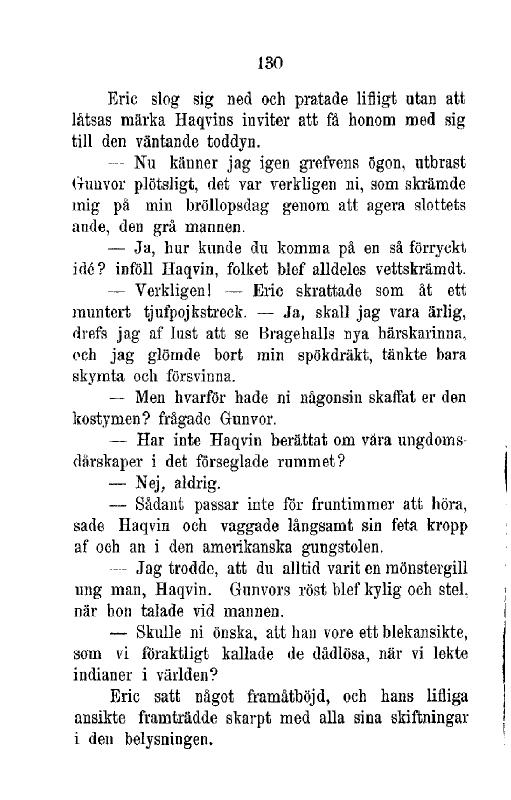 130
Eric slog sig ned och pratade lifligt utan att
låtsas märka Haqvins inviter att få honom med sig
till den väntande toddyn.
— Nu känner jag igen grefvens ögon, utbrast
Gunvor plötsligt, det var verkligen ni, som skrämde
mig på min bröllopsdag genom att agera slottets
ande, den grå mannen.
— Ja, hur kunde du komma på en så förryckt
idé? inföll Haqvin, folket blef alldeles vettskrämdt.
— Verkligen! — Eric skrattade som åt ett
muntert tjufpojkstreck. — Ja, skall jag vara ärlig,
drefs jag af lust att se Bragehalls nya härskarinna,
och jag glömde bort min spökdräkt, tänkte bara
skymta och försvinna.
— Men hvarför hade ni någonsin skaffat er den
kostymen? frågade Gunvor.
— Har inte Haqvin berättat om våra ungdoms-
dårskaper i det förseglade rummet?
— Nej, aldrig.
— Sådant passar inte för fruntimmer att höra,
sade Haqvin och vaggade långsamt sin feta kropp
af och an i den amerikanska gungstolen.
— Jag trodde, att du alltid varit en mönstergill
ung man, Haqvin. Gunvors röst blef kylig och stel,
när hon talade vid mannen.
— Skulle ni önska, att han vore ett blekansikte,
som vi föraktligt kallade de dådlösa, när vi lekte
indianer i världen?
Eric satt något framåtböjd, och hans lifliga
ansikte framträdde skarpt med alla sina skiftningar
i den belysningen.